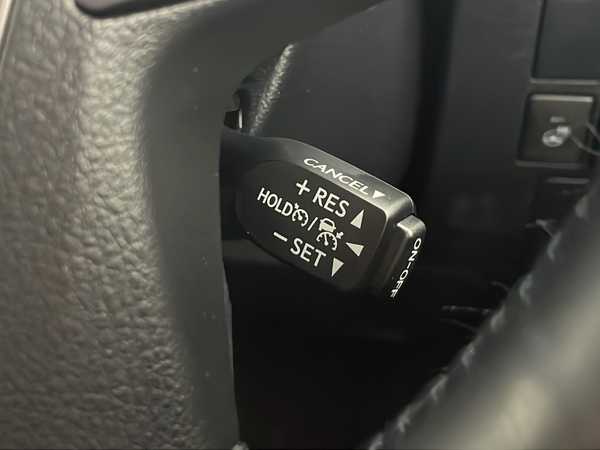 CANCEL▼
+ RES ▲
HOLD / ◀
− SET ▼
ON-OFF